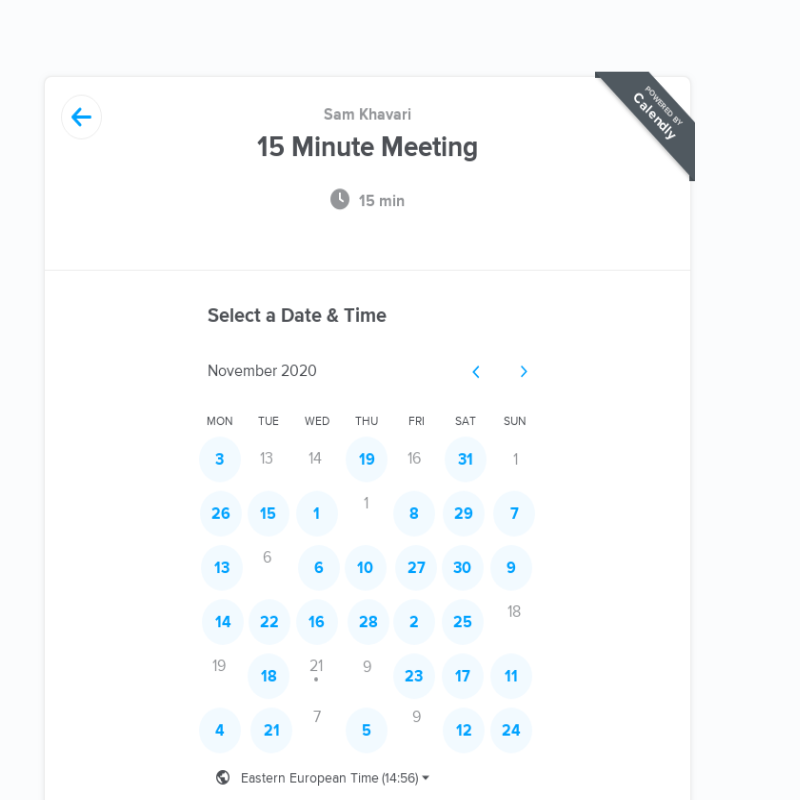 POWERED BY
Calendly
Sam Khavari
15 Minute Meeting
15 min
Select a Date & Time
November 2020
MON TUE WED THU FRI SAT SUN
3 13 14 19 16 31 1
26 15 1 1 8 29 7
13 6 6 10 27 30 9
14 22 16 28 2 25 18
19 18 21 9 23 17 11
4 21 7 5 9 12 24
Eastern European Time (14:56)